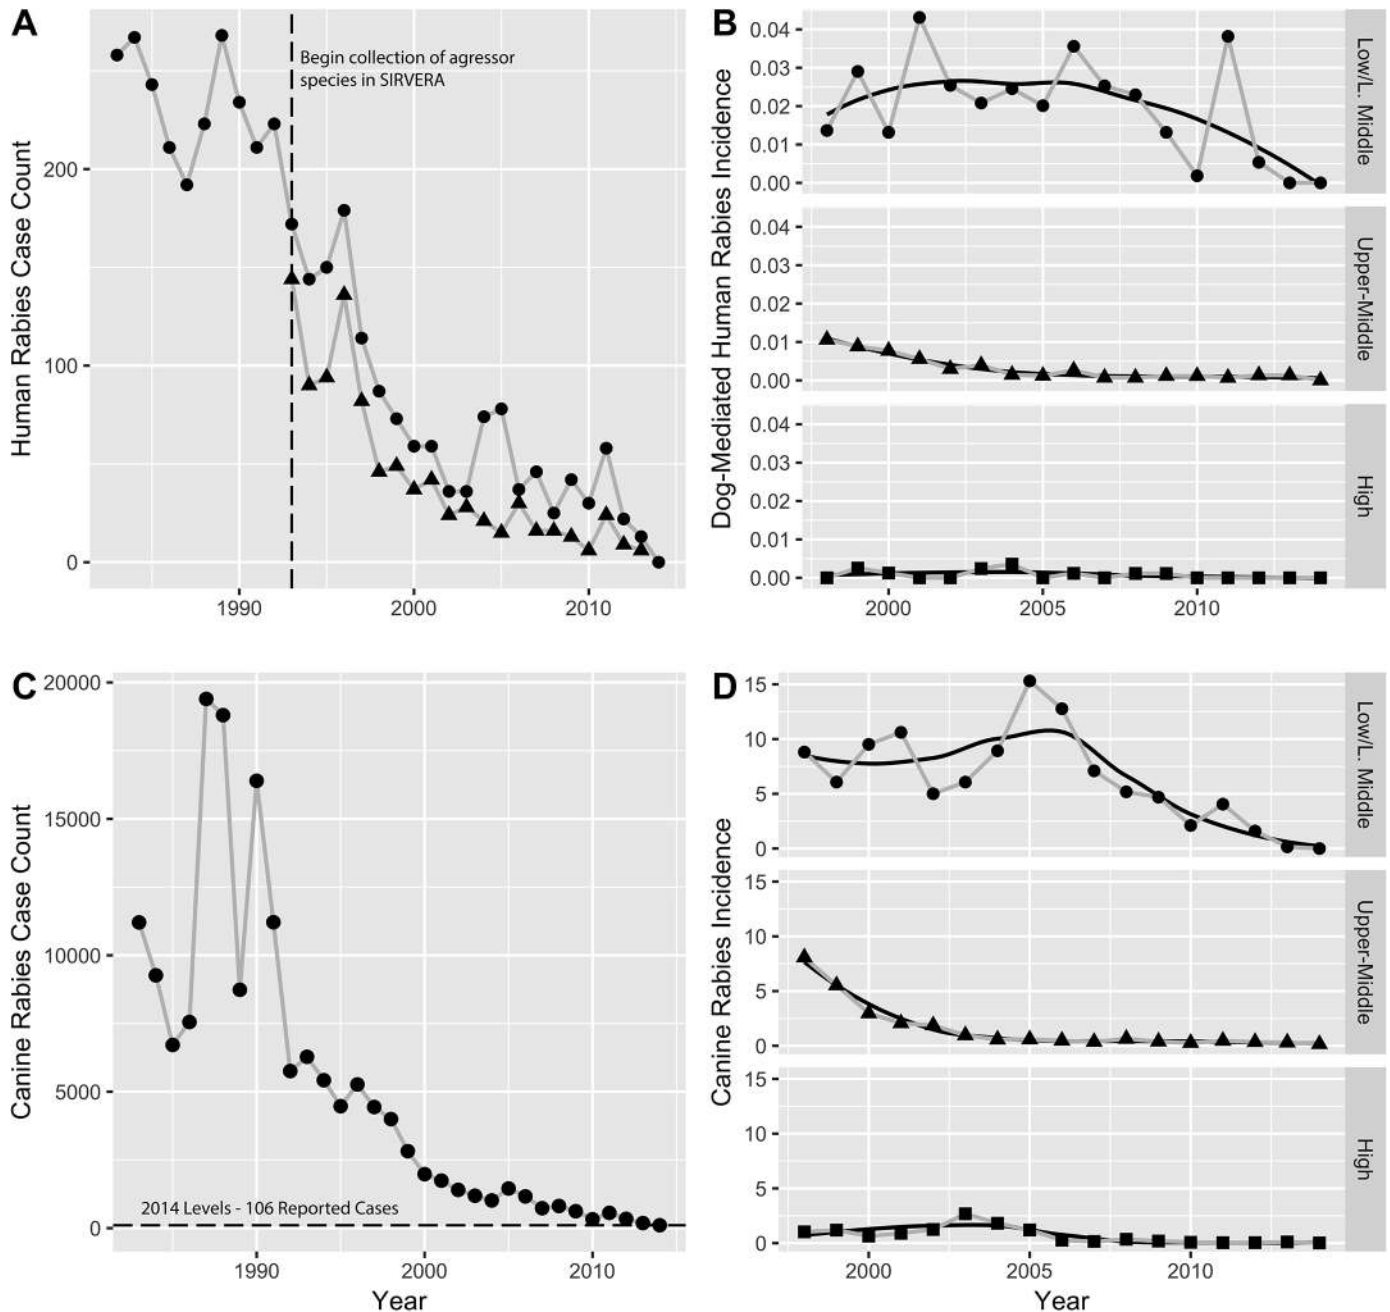 A
Human Rabies Case Count
200
100
0
Begin collection of agressor
species in SIRVERA
1990
2000
2010
B
Dog-Mediated Human Rabies Incidence
0.04
0.03
0.02
0.01
0.00
Low/L. Middle
0.04
0.03
0.02
0.01
0.00
Upper-Middle
0.04
0.03
0.02
0.01
0.00
High
2000
2005
2010
C
Canine Rabies Case Count
20000
15000
10000
5000
0
2014 Levels - 106 Reported Cases
1990
2000
2010
Year
D
Canine Rabies Incidence
15
10
5
0
Low/L. Middle
15
10
5
0
Upper-Middle
15
10
5
0
High
2000
2005
2010
Year